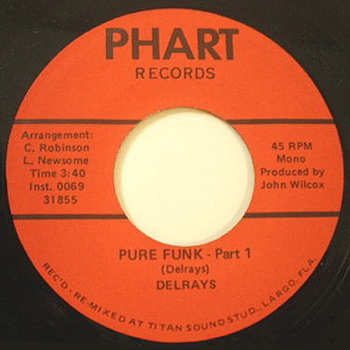 PHART
RECORDS
Arrangement:
C. Robinson
L. Newsome
Time 3:40
Inst. 0069
31855
45 RPM
Mono
Produced by
John Wilcox
PURE FUNK - Part 1
(Delrays)
DELRAYS
REC'D - RE-MIXED AT TITAN SOUND STUD., LARGO, FLA.